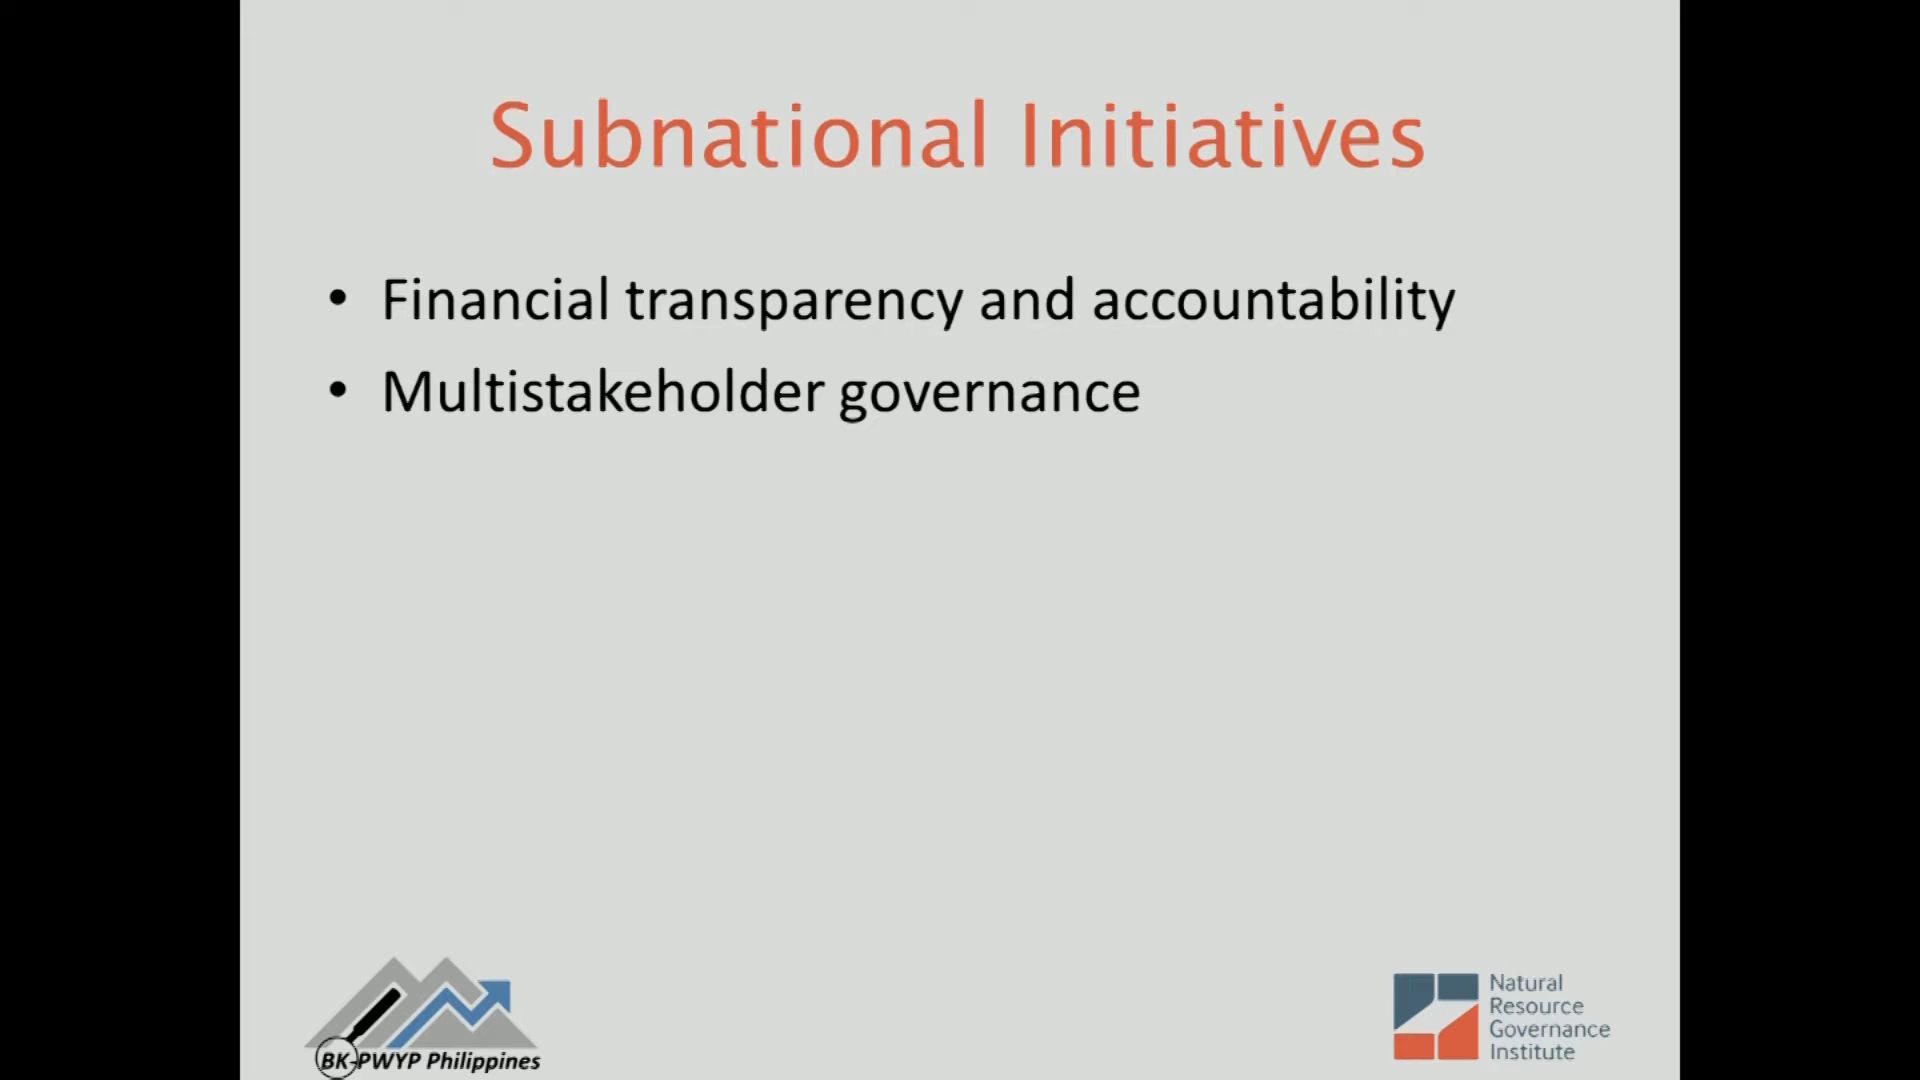 Subnational Initiatives
• Financial transparency and accountability
• Multistakeholder governance
BK-PWYP Philippines
Natural
Resource
Governance
Institute